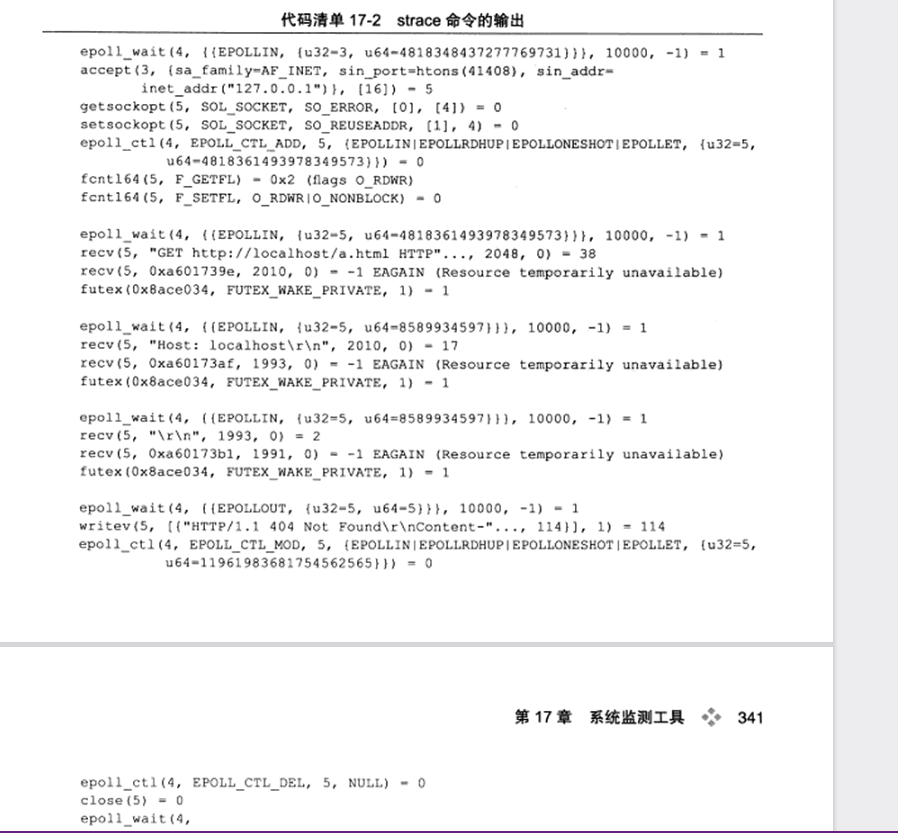 代码清单 17-2 strace 命令的输出
epoll_wait(4, {{EPOLLIN, {u32=3, u64=4818348437277769731}}}, 10000, -1) = 1
accept(3, {sa_family=AF_INET, sin_port=htons(41408), sin_addr=
inet_addr("127.0.0.1")}, [16]) = 5
getsockopt(5, SOL_SOCKET, SO_ERROR, [0], [4]) = 0
setsockopt(5, SOL_SOCKET, SO_REUSEADDR, [1], 4) = 0
epoll_ctl(4, EPOLL_CTL_ADD, 5, {EPOLLIN|EPOLLRDHUP|EPOLLONESHOT|EPOLLET, {u32=5,
u64=4818361493978349573}}) = 0
fcntl64(5, F_GETFL) = 0x2 (flags O_RDWR)
fcntl64(5, F_SETFL, O_RDWR|O_NONBLOCK) = 0
epoll_wait(4, {{EPOLLIN, {u32=5, u64=4818361493978349573}}}, 10000, -1) = 1
recv(5, "GET http://localhost/a.html HTTP"..., 2048, 0) = 38
recv(5, 0xa601739e, 2010, 0) = -1 EAGAIN (Resource temporarily unavailable)
futex(0x8ace034, FUTEX_WAKE_PRIVATE, 1) = 1
epoll_wait(4, {{EPOLLIN, {u32=5, u64=8589934597}}}, 10000, -1) = 1
recv(5, "Host: localhost\r\n", 2010, 0) = 17
recv(5, 0xa60173af, 1993, 0) = -1 EAGAIN (Resource temporarily unavailable)
futex(0x8ace034, FUTEX_WAKE_PRIVATE, 1) = 1
epoll_wait(4, {{EPOLLIN, {u32=5, u64=8589934597}}}, 10000, -1) = 1
recv(5, "\r\n", 1993, 0) = 2
recv(5, 0xa60173b1, 1991, 0) = -1 EAGAIN (Resource temporarily unavailable)
futex(0x8ace034, FUTEX_WAKE_PRIVATE, 1) = 1
epoll_wait(4, {{EPOLLOUT, {u32=5, u64=5}}}, 10000, -1) = 1
writev(5, [{"HTTP/1.1 404 Not Found\r\nContent-"..., 114}], 1) = 114
epoll_ctl(4, EPOLL_CTL_MOD, 5, {EPOLLIN|EPOLLRDHUP|EPOLLONESHOT|EPOLLET, {u32=5,
u64=11961983681754562565}}) = 0
第 17 章 系统监测工具 341
epoll_ctl(4, EPOLL_CTL_DEL, 5, NULL) = 0
close(5) = 0
epoll_wait(4,